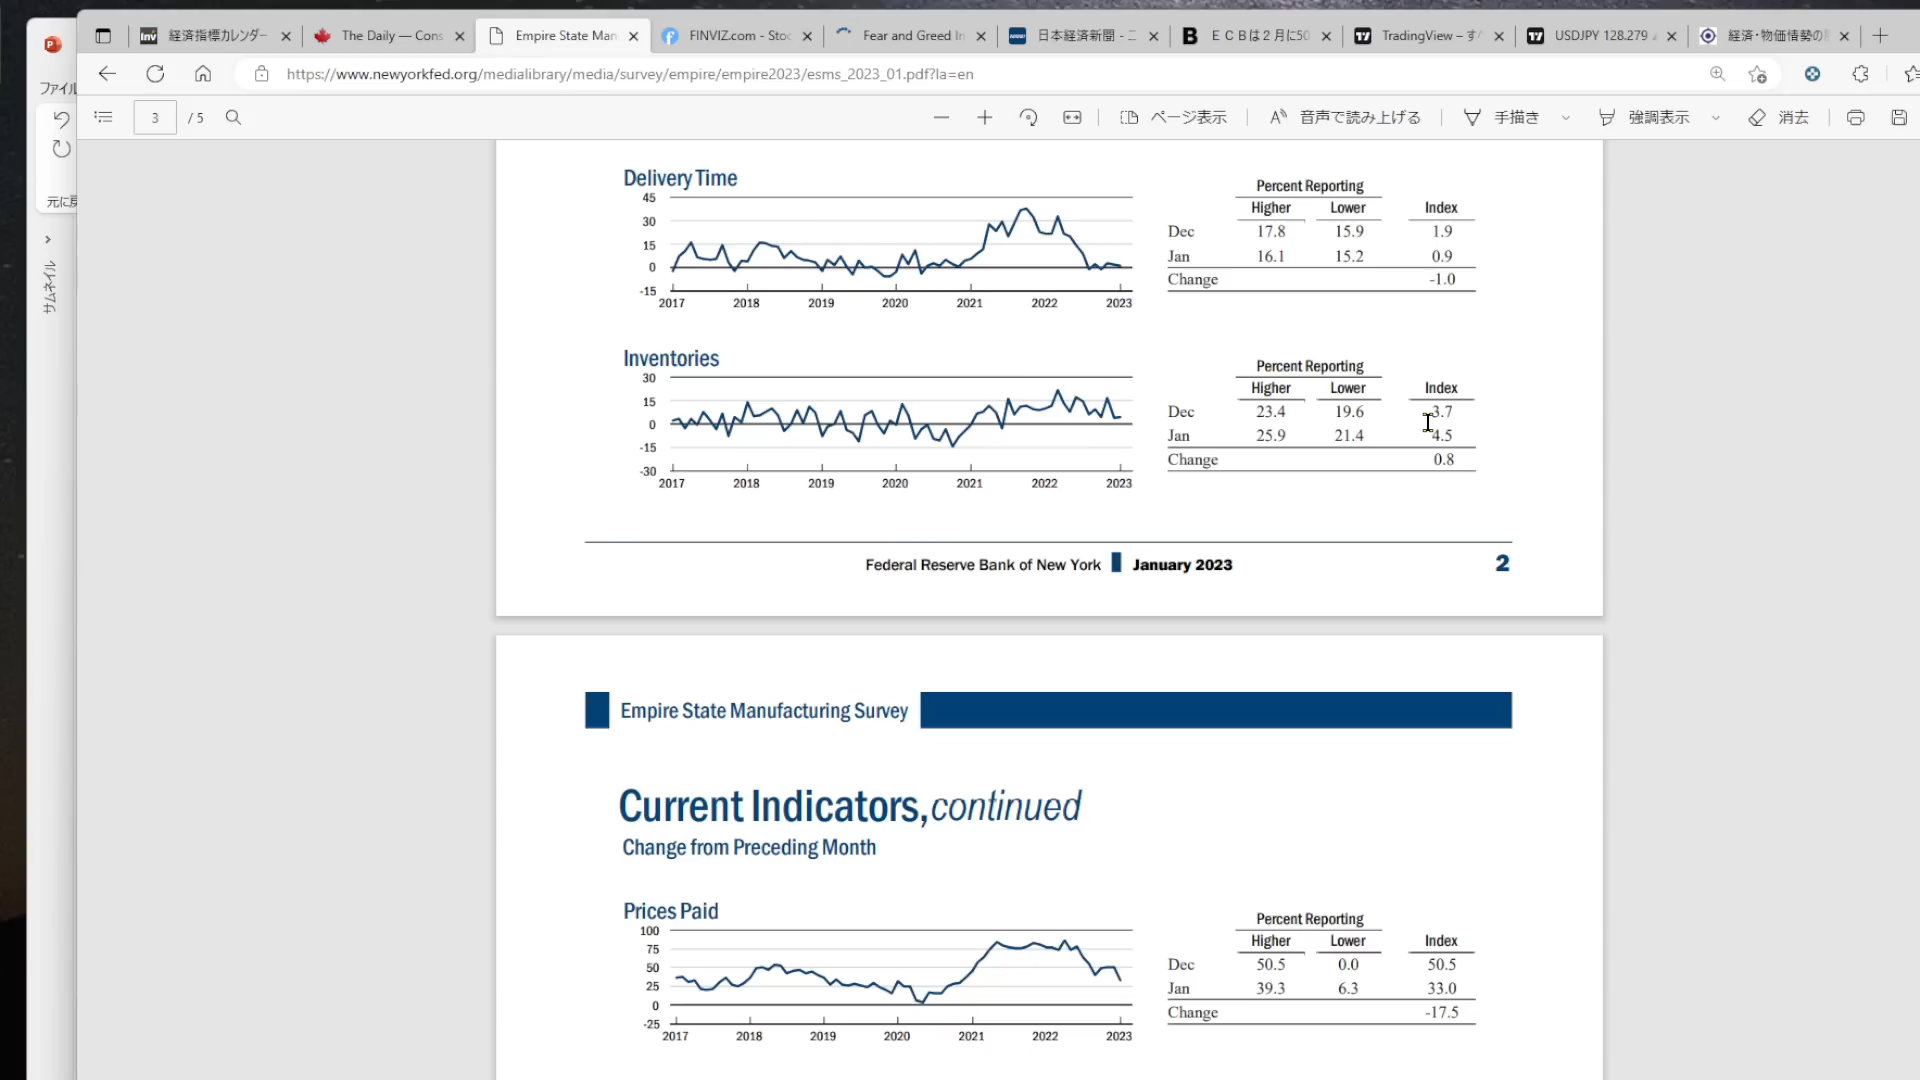 経済指標カレンダー
The Daily — Cons
Empire State Man
FINVIZ.com - Stoc
Fear and Greed In
日本経済新聞 - ニ
ＥＣＢは２月に50
TradingView – す
USDJPY 128.279
経済・物価情勢の
ファイル
https://www.newyorkfed.org/medialibrary/media/survey/empire/empire2023/esms_2023_01.pdf?la=en
3 / 5
ページ表示
音声で読み上げる
手描き
強調表示
消去
元に戻
サムネイル
Delivery Time
45
30
15
0
-15
2017 2018 2019 2020 2021 2022 2023
Percent Reporting
Higher Lower Index
Dec 17.8 15.9 1.9
Jan 16.1 15.2 0.9
Change -1.0
Inventories
30
15
0
-15
-30
2017 2018 2019 2020 2021 2022 2023
Percent Reporting
Higher Lower Index
Dec 23.4 19.6 3.7
Jan 25.9 21.4 4.5
Change 0.8
Federal Reserve Bank of New York January 2023 2
Empire State Manufacturing Survey
Current Indicators, continued
Change from Preceding Month
Prices Paid
100
75
50
25
0
-25
2017 2018 2019 2020 2021 2022 2023
Percent Reporting
Higher Lower Index
Dec 50.5 0.0 50.5
Jan 39.3 6.3 33.0
Change -17.5